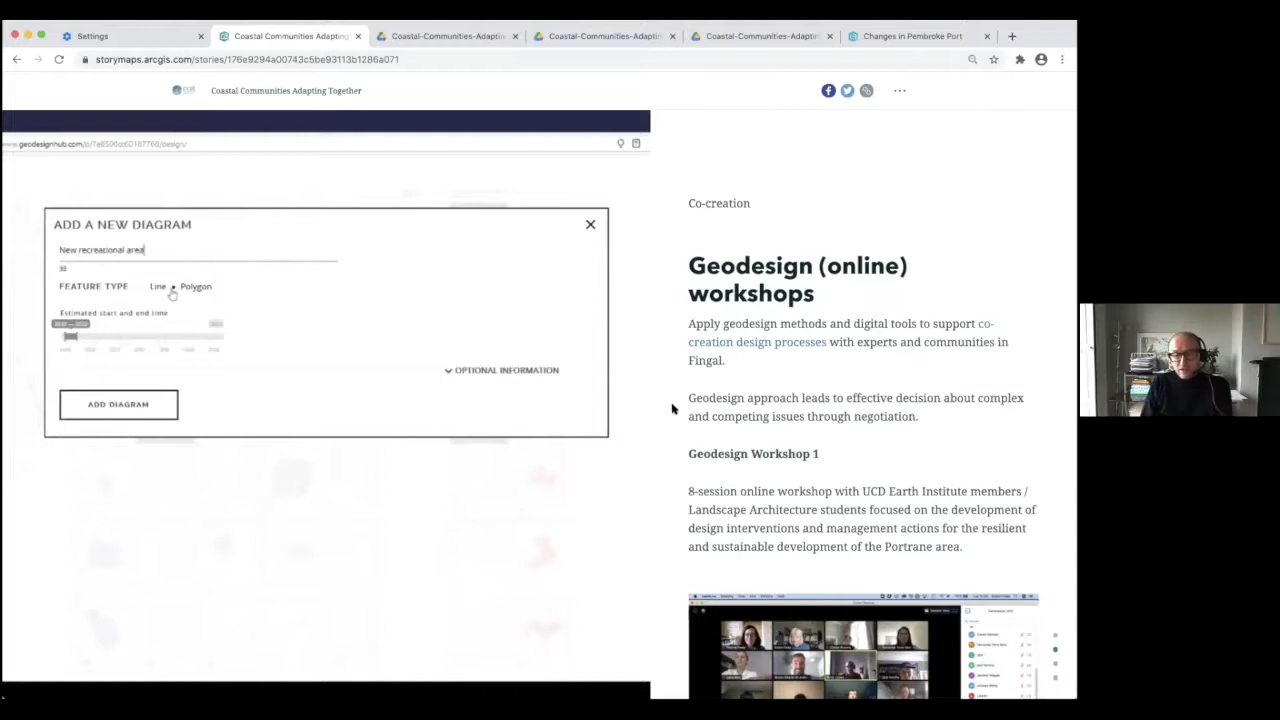 Settings
Coastal Communities Adapting
Coastal-Communities-Adapti
Coastal-Communities-Adapti
Coastal-Communities-Adaptin
Changes in Pembroke Port
storymaps.arcgis.com/stories/176e9294a00743c5be93113b1286a071
Coastal Communities Adapting Together
ADD A NEW DIAGRAM
New recreational area
FEATURE TYPE Line Polygon
Estimated start and end time
OPTIONAL INFORMATION
ADD DIAGRAM
Co-creation
Geodesign (online)
workshops
Apply geodesign methods and digital tools to support co-
creation design processes with experts and communities in
Fingal.
Geodesign approach leads to effective decision about complex
and competing issues through negotiation.
Geodesign Workshop 1
8-session online workshop with UCD Earth Institute members /
Landscape Architecture students focused on the development of
design interventions and management actions for the resilient
and sustainable development of the Portrane area.